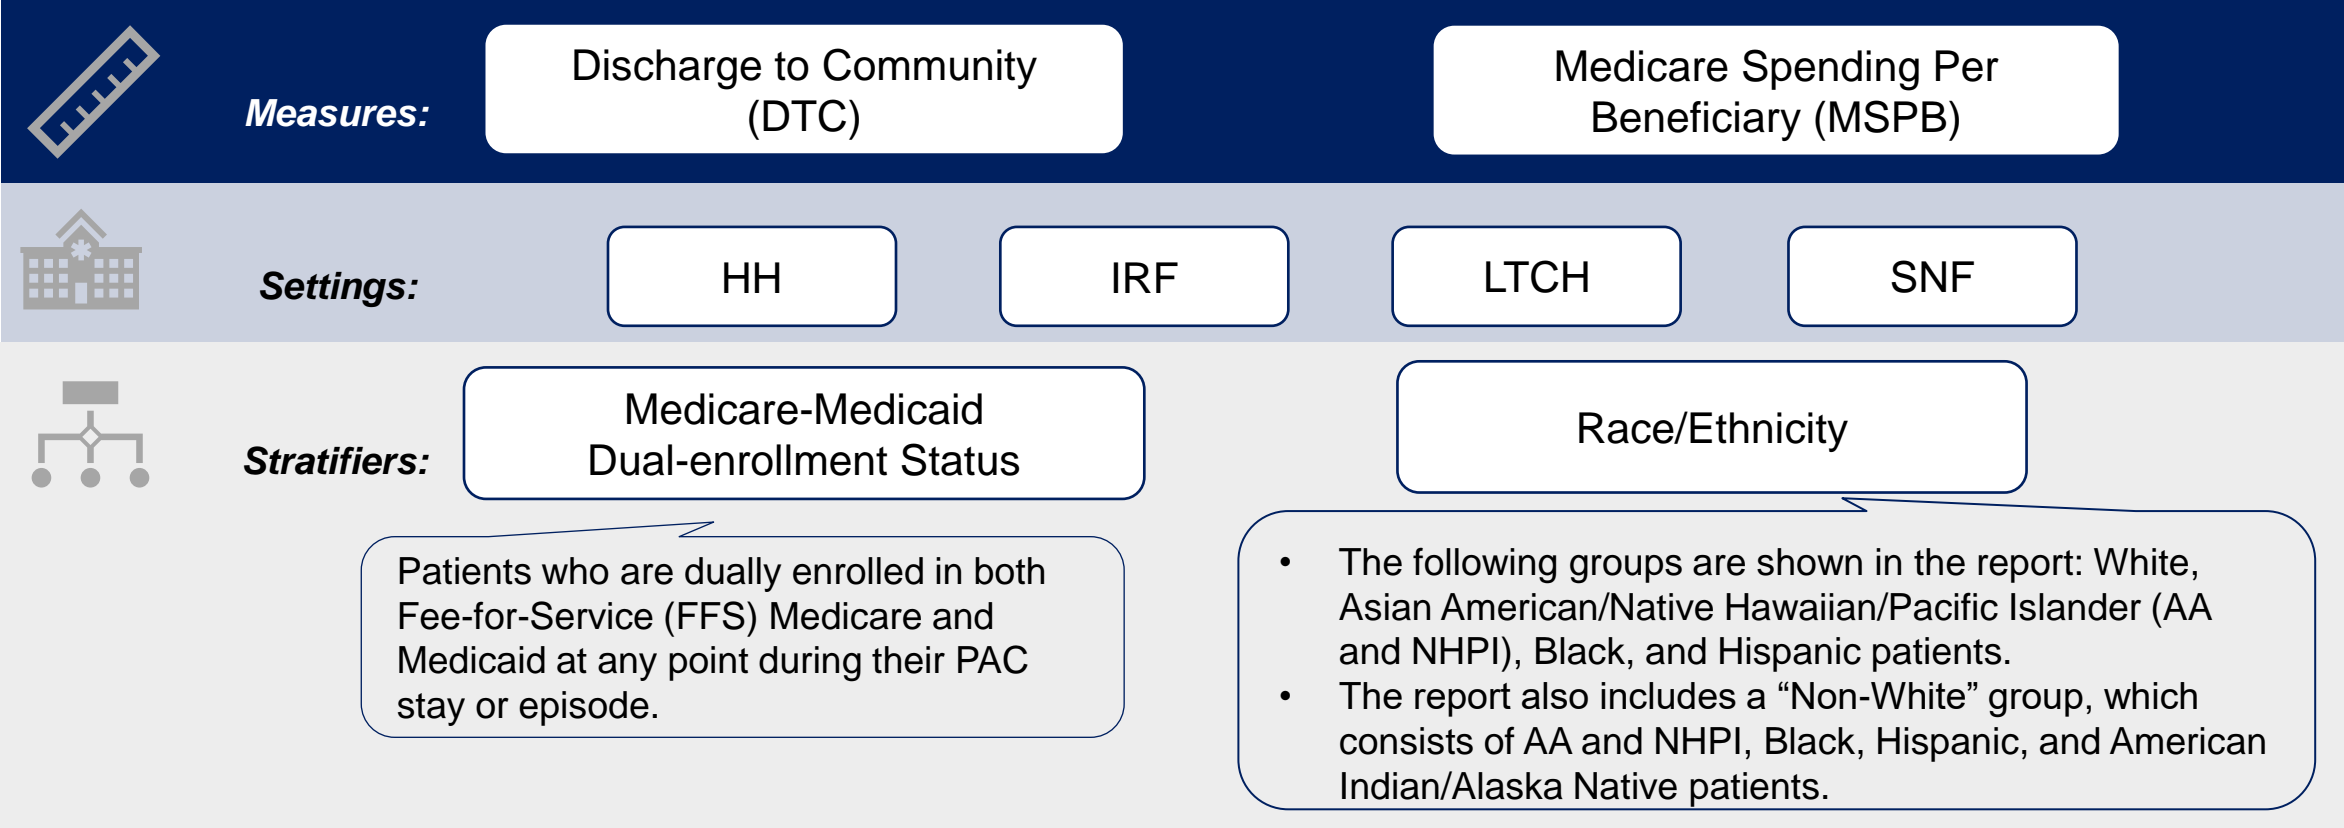 Measures:
Discharge to Community
(DTC)
Medicare Spending Per
Beneficiary (MSPB)
Settings:
HH
IRF
LTCH
SNF
Stratifiers:
Medicare-Medicaid
Dual-enrollment Status
Race/Ethnicity
Patients who are dually enrolled in both
Fee-for-Service (FFS) Medicare and
Medicaid at any point during their PAC
stay or episode.
• The following groups are shown in the report: White,
Asian American/Native Hawaiian/Pacific Islander (AA
and NHPI), Black, and Hispanic patients.
• The report also includes a “Non-White” group, which
consists of AA and NHPI, Black, Hispanic, and American
Indian/Alaska Native patients.